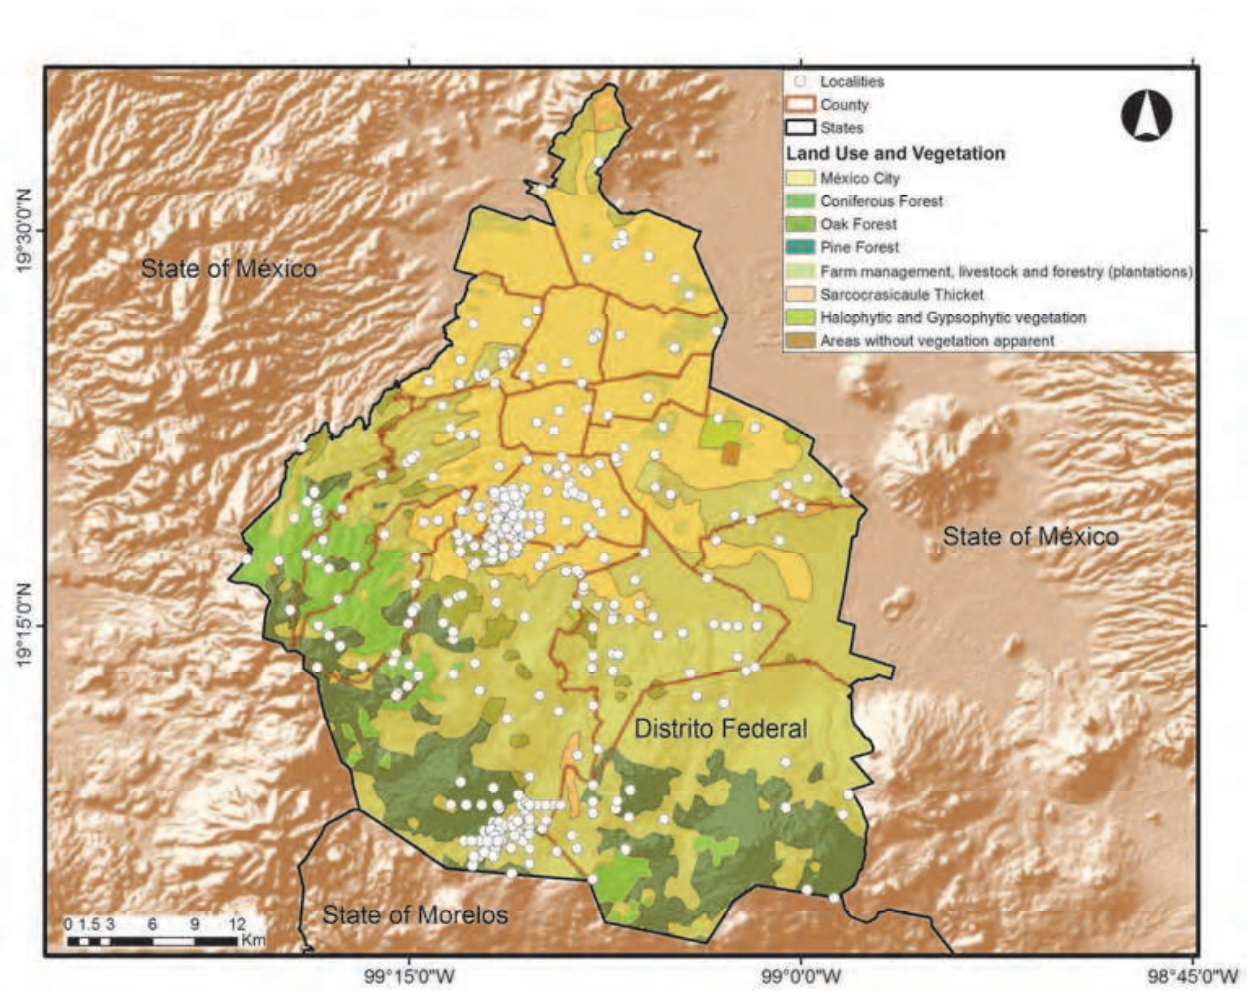 Localities
County
States
Land Use and Vegetation
México City
Coniferous Forest
Oak Forest
Pine Forest
Farm management, livestock and forestry (plantations)
Sarcocrasicaule Thicket
Halophytic and Gypsophytic vegetation
Areas without vegetation apparent
19°30'0"N
State of México
State of México
19°15'0"N
Distrito Federal
State of Morelos
0 1.5 3 6 9 12
Km
99°15'0"W
99°0'0"W
98°45'0"W